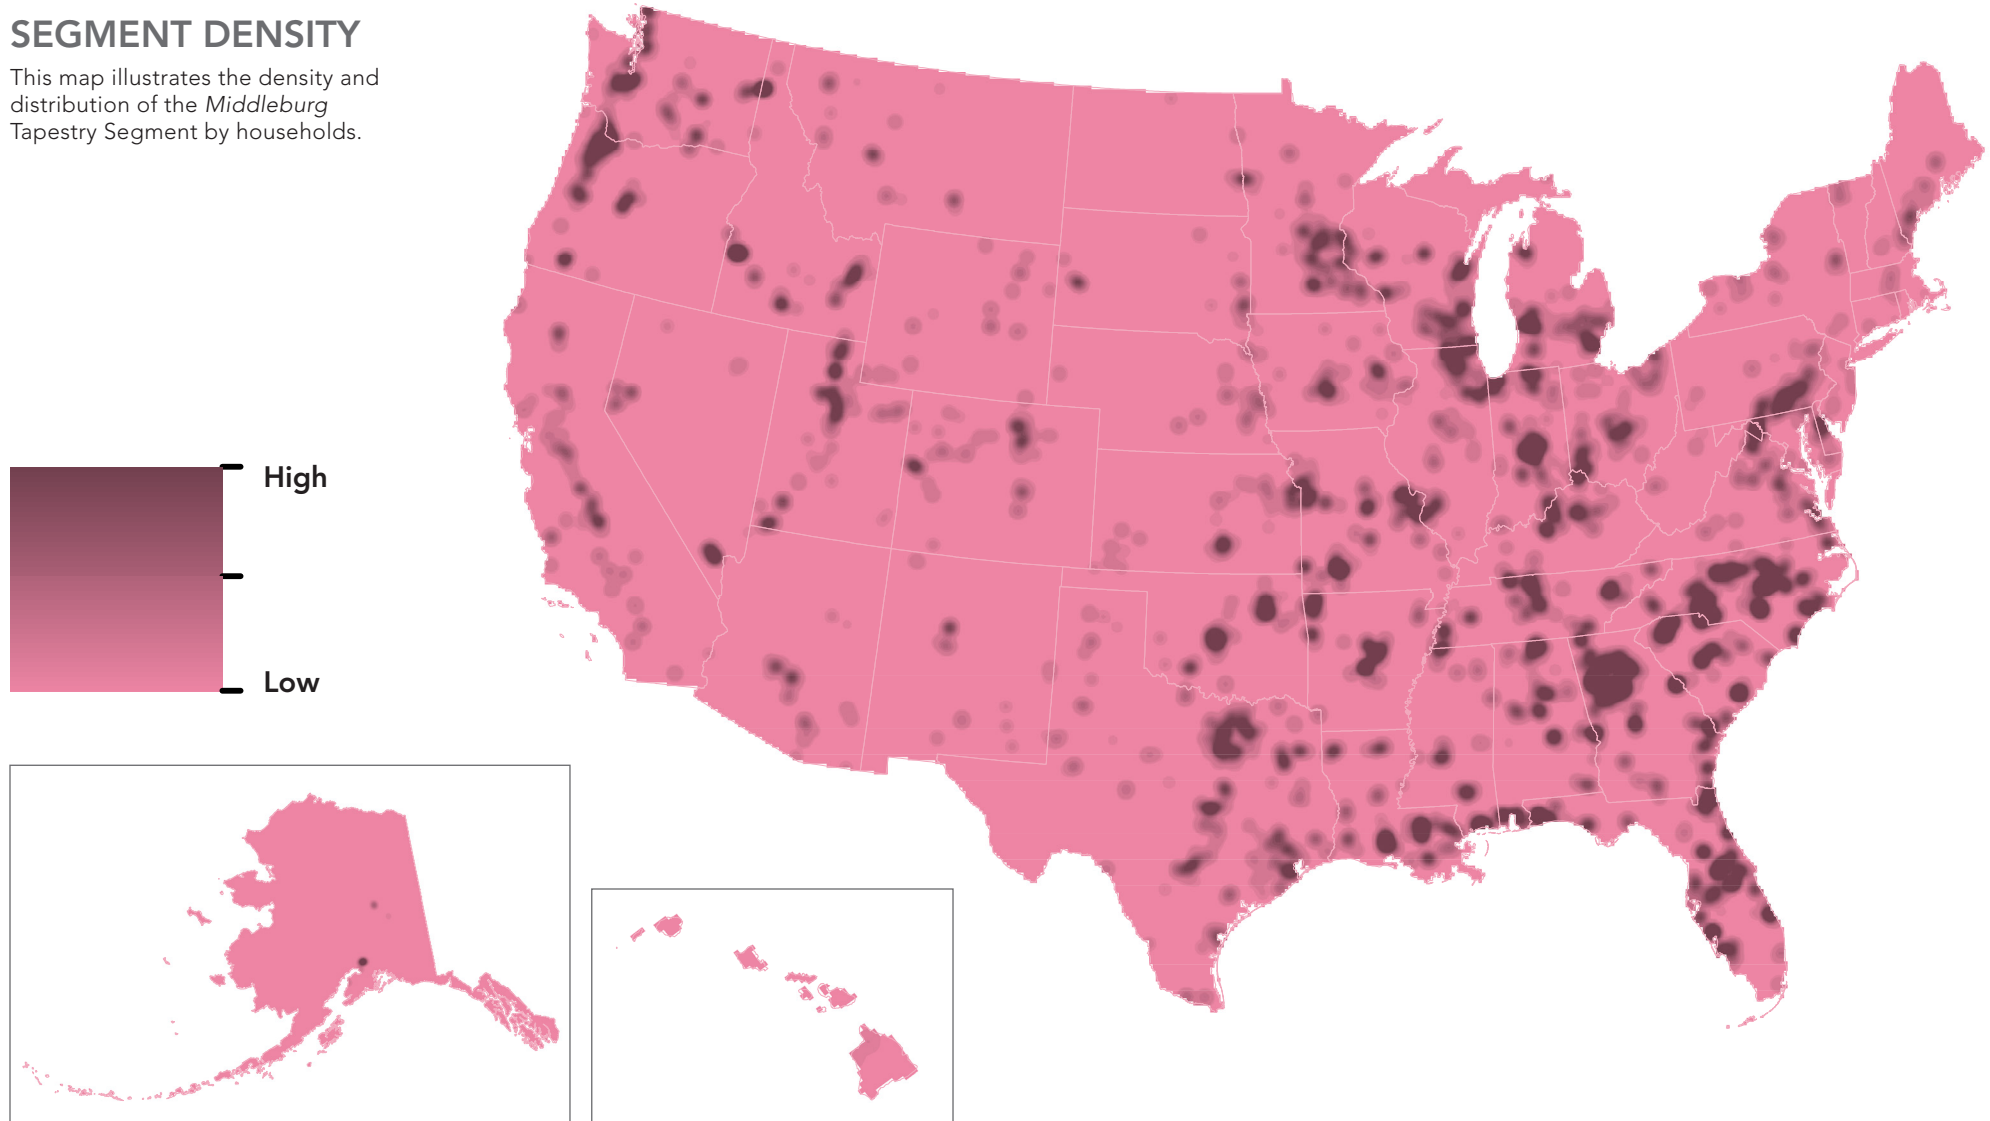 SEGMENT DENSITY
This map illustrates the density and
distribution of the Middleburg
Tapestry Segment by households.
High
Low